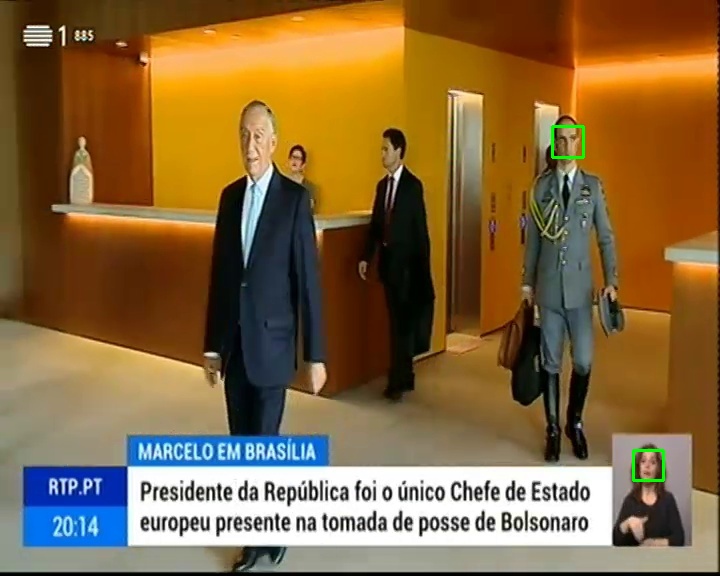 1 885
MARCELO EM BRASÍLIA
RTP.PT
20:14
Presidente da República foi o único Chefe de Estado
europeu presente na tomada de posse de Bolsonaro